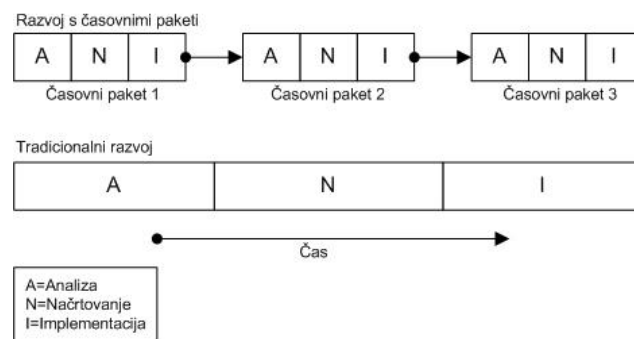 Razvoj s časovnimi paketi
A N I A N I A N I
Časovni paket 1 Časovni paket 2 Časovni paket 3
Tradicionalni razvoj
A N I
Čas
A=Analiza
N=Načrtovanje
I=Implementacija